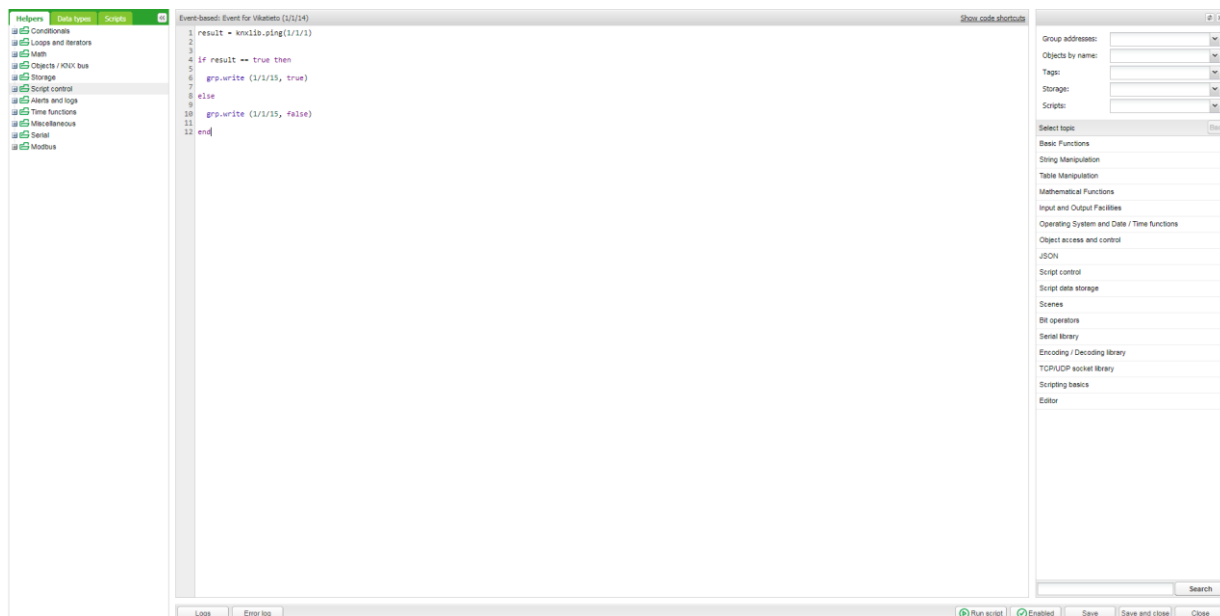 Helpers
Data types
Scripts
Conditionals
Loops and iterators
Math
Objects / KNX bus
Storage
Script control
Alerts and logs
Time functions
Miscellaneous
Serial
Modbus
Event-based: Event for Vikatieto (1/1/14)
Show code shortcuts
1 result = knxlib.ping(1/1/1)
2
3
4 if result == true then
5
6 grp.write (1/1/15, true)
7
8 else
9
10 grp.write (1/1/15, false)
11
12 end
Logs
Error log
Run script
Enabled
Save
Save and close
Close
Group addresses:
Objects by name:
Tags:
Storage:
Scripts:
Select topic
Basic Functions
String Manipulation
Table Manipulation
Mathematical Functions
Input and Output Facilities
Operating System and Date / Time functions
Object access and control
JSON
Script control
Script data storage
Scenes
Bit operators
Serial library
Encoding / Decoding library
TCP/UDP socket library
Scripting basics
Editor
Search